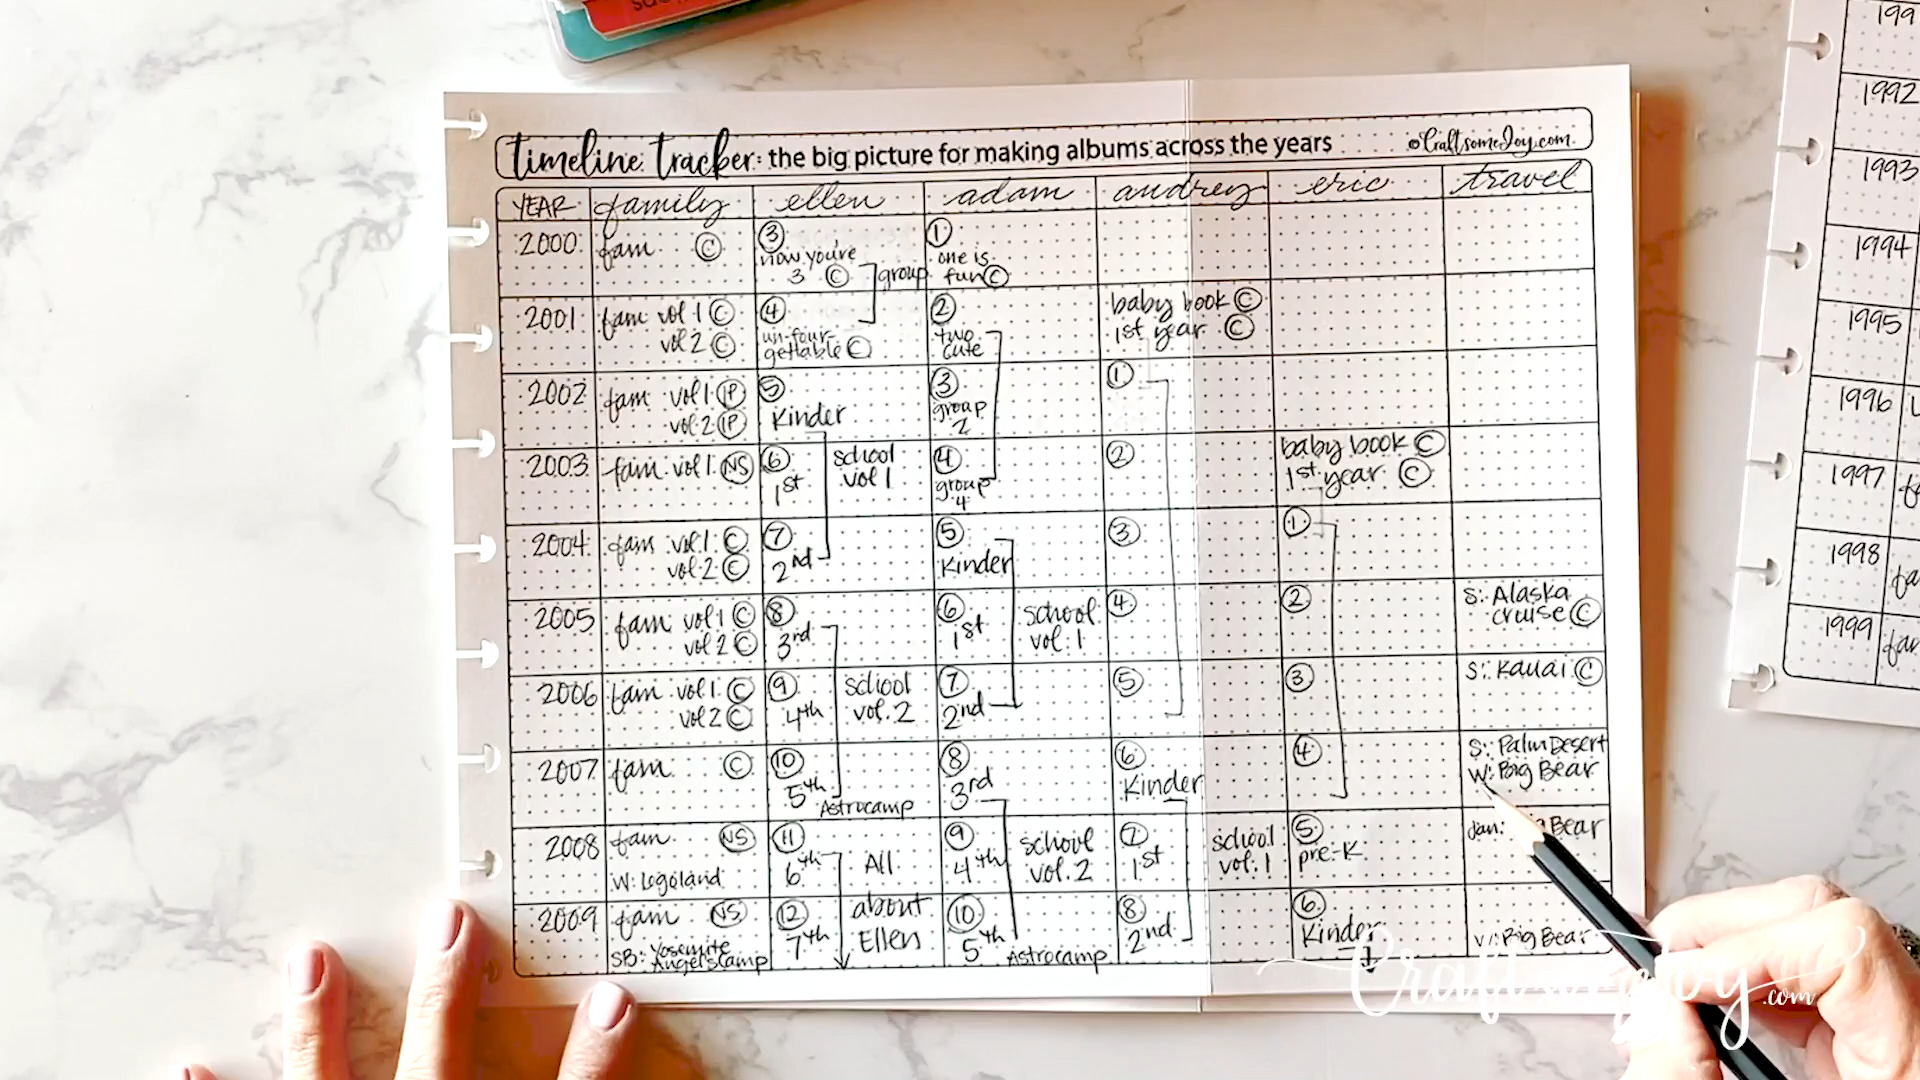 timeline tracker: the big picture for making albums across the years ©CraftsomeJoy.com
YEAR family ellen adam audrey eric travel
2000 fam C
3
now you're
3 C
group
1
one is
fun C
2001 fam vol 1 C
vol 2 C
4
un-four-
gettable C
2
two
cute
baby book C
1st year C
2002 fam vol 1 IP
vol 2 IP
5
Kinder
3
group
2
1
2003 fam vol 1 NS
6
1st
school
vol 1
4
group
4
2
baby book C
1st year C
2004 fam vol 1 C
vol 2 C
7
2nd
5
Kinder
3
1
2005 fam vol 1 C
vol 2 C
8
3rd
6
1st
school
vol. 1
4
2
S: Alaska
cruise C
2006 fam vol 1 C
vol 2 C
9
4th
school
vol. 2
7
2nd
5
3
S: Kauai C
2007 fam C
10
5th
Astrocamp
8
3rd
6
Kinder
4
S: Palm Desert
W: Big Bear
2008 fam NS
W: Legoland
11
6th
All
9
4th
school
vol. 2
7
1st
school
vol. 1
5
pre-K
Jan: Bear
2009 fam NS
SB: Yosemite
Angels Camp
12
7th
about
Ellen
10
5th
Astrocamp
8
2nd
6
Kinder
Big Bear
199
1992
1993
1994
1995
1996
1997
1998
1999
CraftsomeJoy
.com